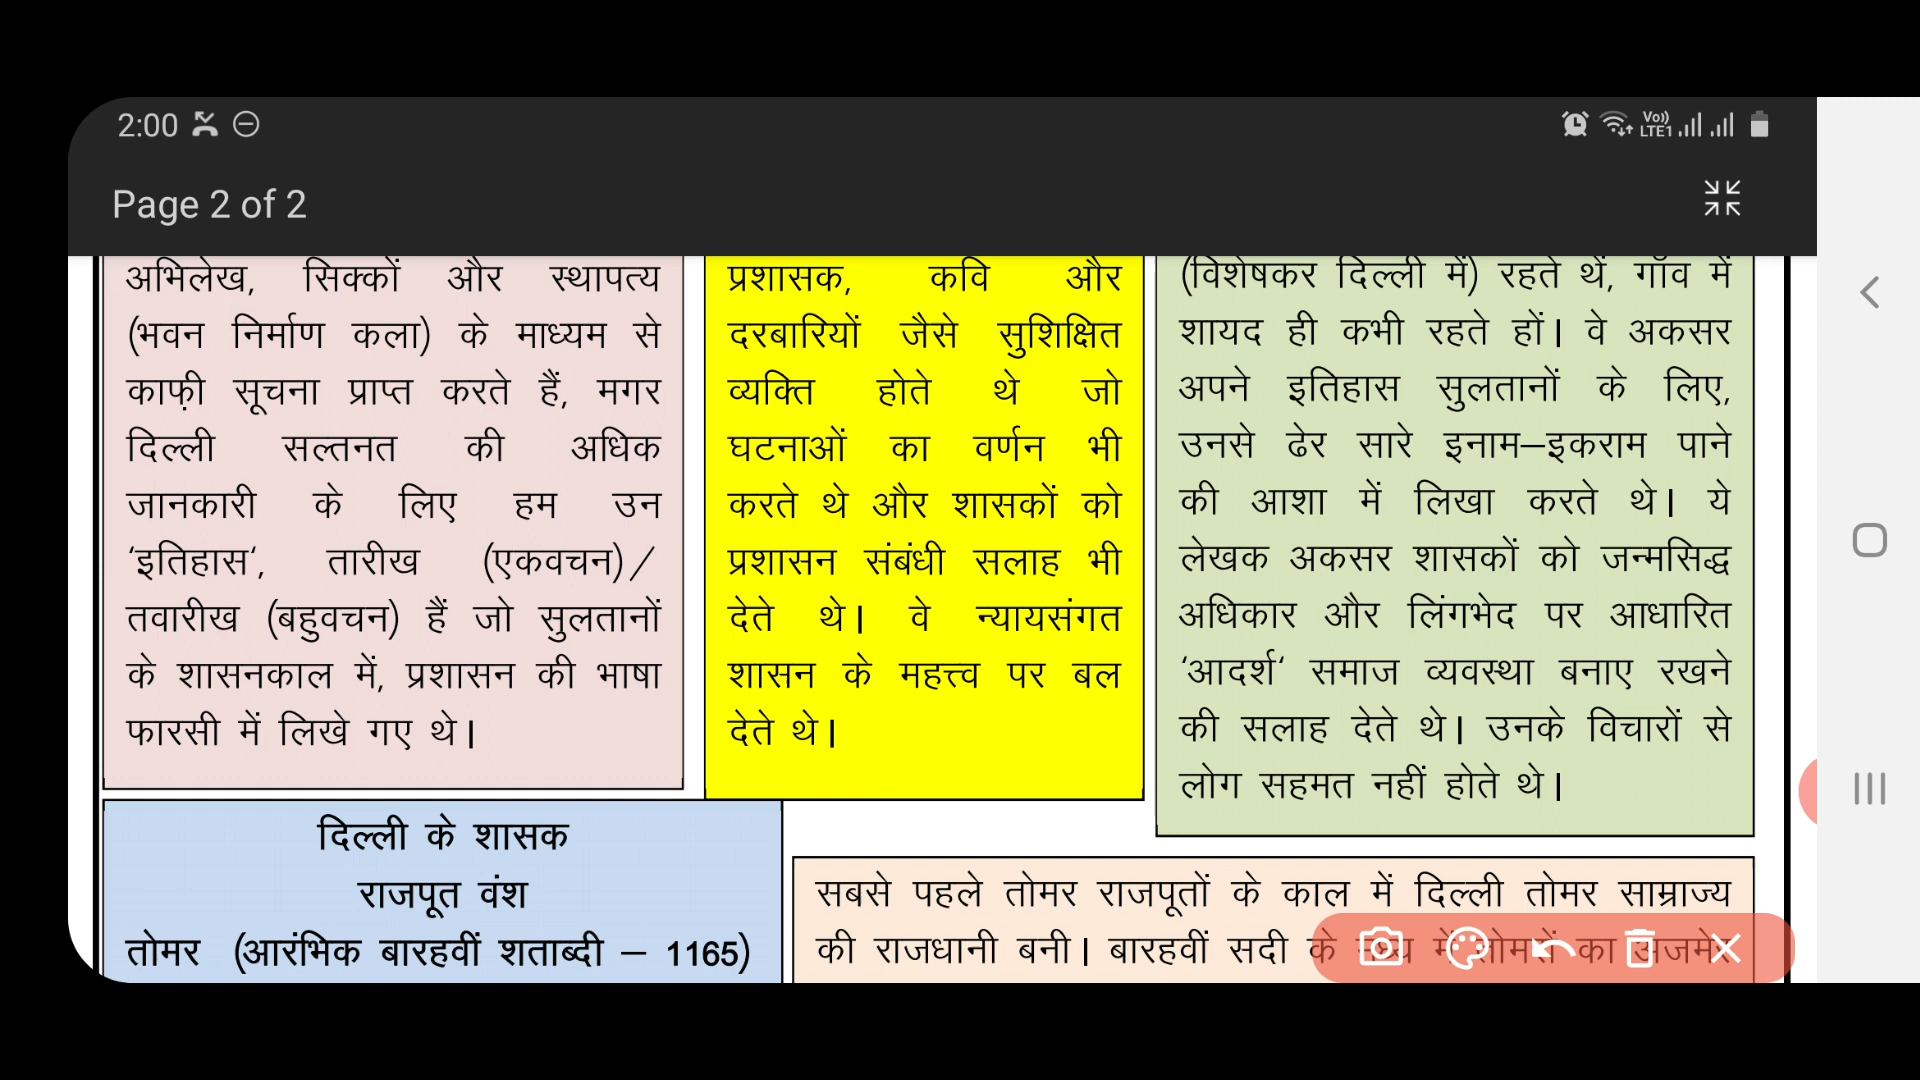 2:00
Vo))
LTE1
Page 2 of 2
अभिलेख, सिक्कों और स्थापत्य
(भवन निर्माण कला) के माध्यम से
काफ़ी सूचना प्राप्त करते हैं, मगर
दिल्ली सल्तनत की अधिक
जानकारी के लिए हम उन
‘इतिहास‘, तारीख (एकवचन)/
तवारीख (बहुवचन) हैं जो सुलतानों
के शासनकाल में, प्रशासन की भाषा
फारसी में लिखे गए थे।
प्रशासक, कवि और
दरबारियों जैसे सुशिक्षित
व्यक्ति होते थे जो
घटनाओं का वर्णन भी
करते थे और शासकों को
प्रशासन संबंधी सलाह भी
देते थे। वे न्यायसंगत
शासन के महत्त्व पर बल
देते थे।
(विशेषकर दिल्ली में) रहते थें, गाँव में
शायद ही कभी रहते हों। वे अकसर
अपने इतिहास सुलतानों के लिए,
उनसे ढेर सारे इनाम–इकराम पाने
की आशा में लिखा करते थे। ये
लेखक अकसर शासकों को जन्मसिद्ध
अधिकार और लिंगभेद पर आधारित
‘आदर्श‘ समाज व्यवस्था बनाए रखने
की सलाह देते थे। उनके विचारों से
लोग सहमत नहीं होते थे।
दिल्ली के शासक
राजपूत वंश
तोमर (आरंभिक बारहवीं शताब्दी – 1165)
सबसे पहले तोमर राजपूतों के काल में दिल्ली तोमर साम्राज्य
की राजधानी बनी। बारहवीं सदी के मध्य में तोमरों का अजमेर